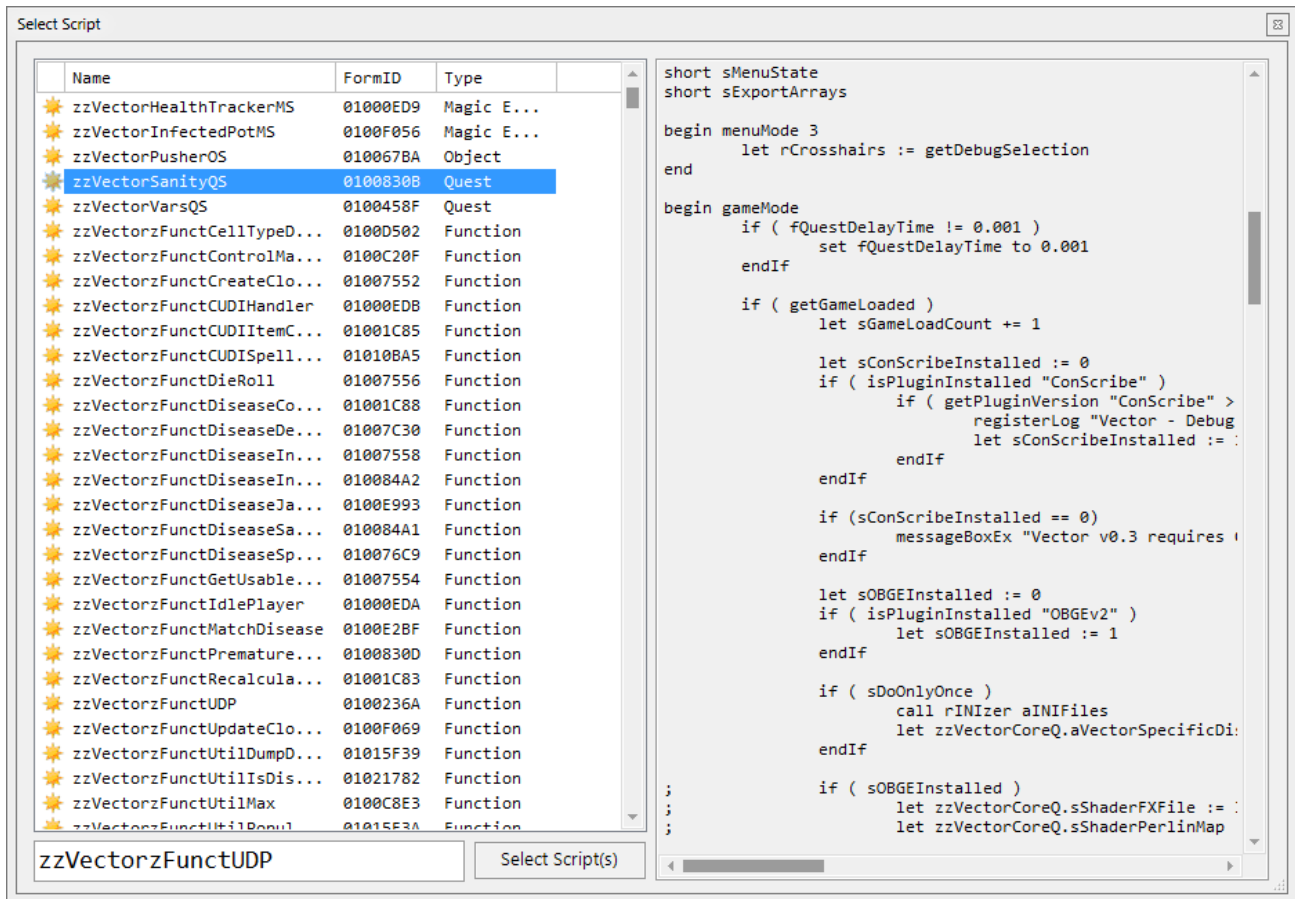 Select Script
Name FormID Type
zzVectorHealthTrackerMS 01000ED9 Magic E...
zzVectorInfectedPotMS 0100F056 Magic E...
zzVectorPusherOS 010067BA Object
zzVectorSanityQS 0100830B Quest
zzVectorVarsQS 0100458F Quest
zzVectorzFunctCellTypeD... 0100D502 Function
zzVectorzFunctControlMa... 0100C20F Function
zzVectorzFunctCreateClo... 01007552 Function
zzVectorzFunctCUDIHandler 01000EDB Function
zzVectorzFunctCUDIItemC... 01001C85 Function
zzVectorzFunctCUDISpell... 01010BA5 Function
zzVectorzFunctDieRoll 01007556 Function
zzVectorzFunctDiseaseCo... 01001C88 Function
zzVectorzFunctDiseaseDe... 01007C30 Function
zzVectorzFunctDiseaseIn... 01007558 Function
zzVectorzFunctDiseaseIn... 010084A2 Function
zzVectorzFunctDiseaseJa... 0100E993 Function
zzVectorzFunctDiseaseSa... 010084A1 Function
zzVectorzFunctDiseaseSp... 010076C9 Function
zzVectorzFunctGetUsable... 01007554 Function
zzVectorzFunctIdlePlayer 01000EDA Function
zzVectorzFunctMatchDisease 0100E2BF Function
zzVectorzFunctPremature... 0100830D Function
zzVectorzFunctRecalcula... 01001C83 Function
zzVectorzFunctUDP 0100236A Function
zzVectorzFunctUpdateClo... 0100F069 Function
zzVectorzFunctUtilDumpD... 01015F39 Function
zzVectorzFunctUtilIsDis... 01021782 Function
zzVectorzFunctUtilMax 0100C8E3 Function
zzVectorzFunctUtilPopul 01015F3A Function
zzVectorzFunctUDP
Select Script(s)
short sMenuState
short sExportArrays
begin menuMode 3
let rCrosshairs := getDebugSelection
end
begin gameMode
if ( fQuestDelayTime != 0.001 )
set fQuestDelayTime to 0.001
endIf
if ( getGameLoaded )
let sGameLoadCount += 1
let sConScribeInstalled := 0
if ( isPluginInstalled "ConScribe" )
if ( getPluginVersion "ConScribe" >
registerLog "Vector - Debug
let sConScribeInstalled :=
endIf
endIf
if (sConScribeInstalled == 0)
messageBoxEx "Vector v0.3 requires
endIf
let sOBGEInstalled := 0
if ( isPluginInstalled "OBGEv2" )
let sOBGEInstalled := 1
endIf
if ( sDoOnlyOnce )
call rINIzer aINIFiles
let zzVectorCoreQ.aVectorSpecificDi
endIf
; if ( sOBGEInstalled )
; let zzVectorCoreQ.sShaderFXFile :=
; let zzVectorCoreQ.sShaderPerlinMap